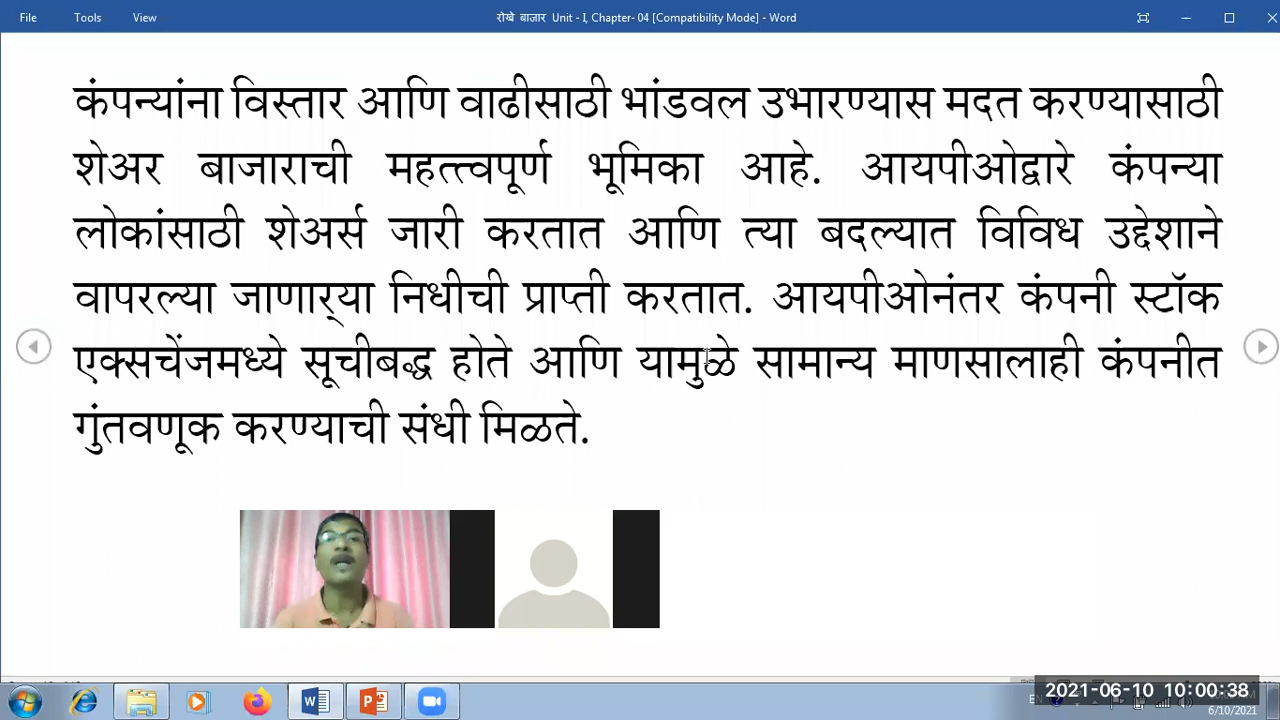 File Tools View रोखे बाजार Unit - I, Chapter- 04 [Compatibility Mode] - Word
कंपन्यांना विस्तार आणि वाढीसाठी भांडवल उभारण्यास मदत करण्यासाठी
शेअर बाजाराची महत्त्वपूर्ण भूमिका आहे. आयपीओद्वारे कंपन्या
लोकांसाठी शेअर्स जारी करतात आणि त्या बदल्यात विविध उद्देशाने
वापरल्या जाणाऱ्या निधीची प्राप्ती करतात. आयपीओनंतर कंपनी स्टॉक
एक्सचेंजमध्ये सूचीबद्ध होते आणि यामुळे सामान्य माणसालाही कंपनीत
गुंतवणूक करण्याची संधी मिळते.
2021-06-10 10:00:38
EN
6/10/2021